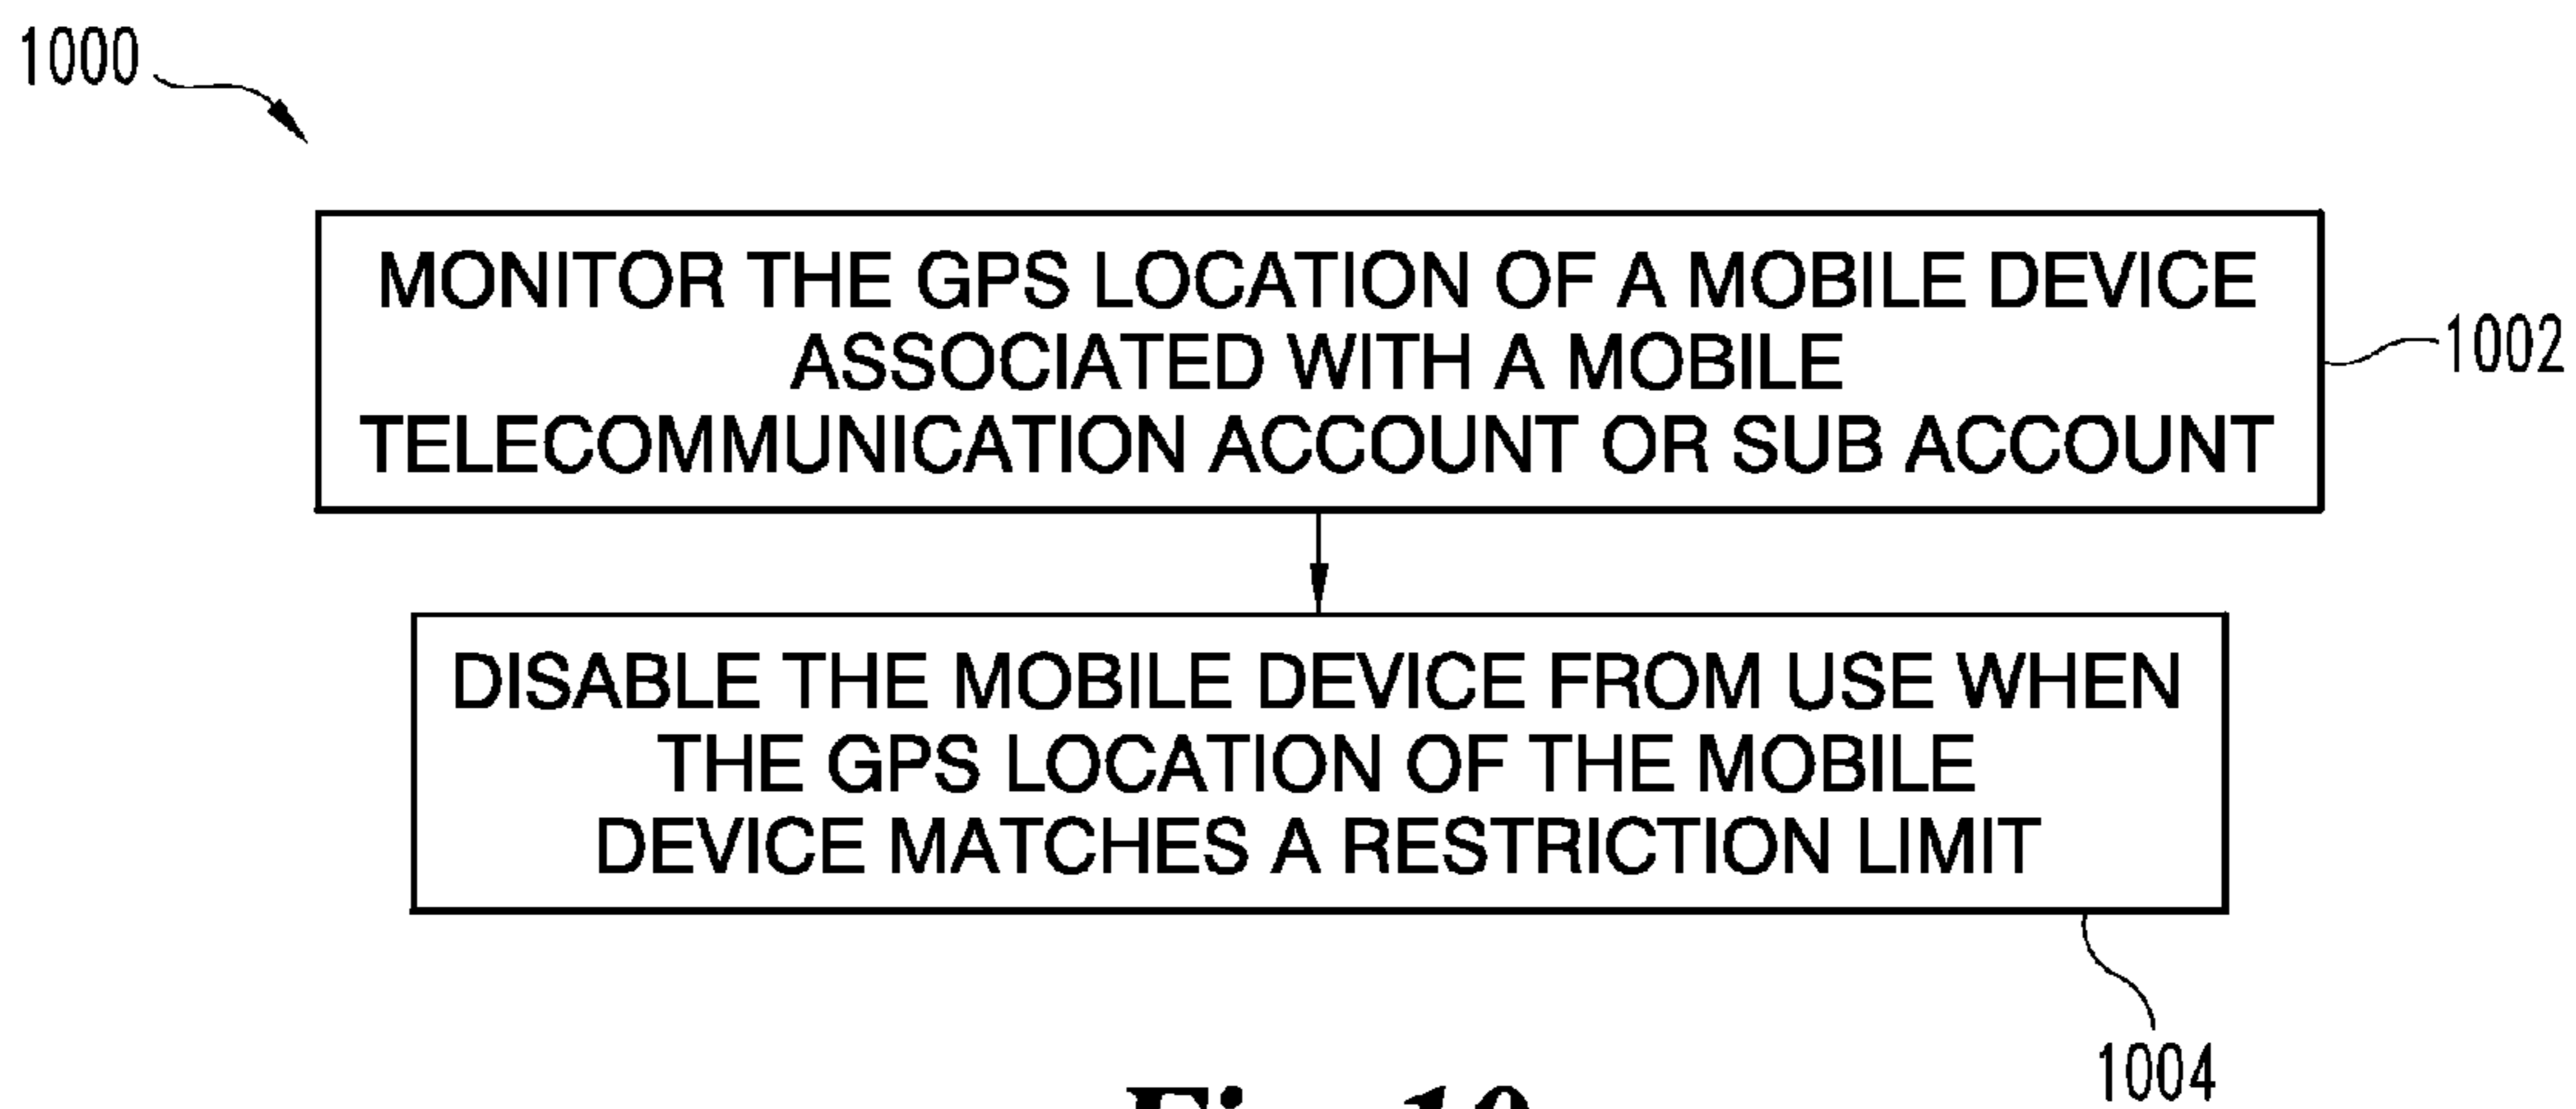 1000
MONITOR THE GPS LOCATION OF A MOBILE DEVICE
ASSOCIATED WITH A MOBILE
TELECOMMUNICATION ACCOUNT OR SUB ACCOUNT
1002
DISABLE THE MOBILE DEVICE FROM USE WHEN
THE GPS LOCATION OF THE MOBILE
DEVICE MATCHES A RESTRICTION LIMIT
1004